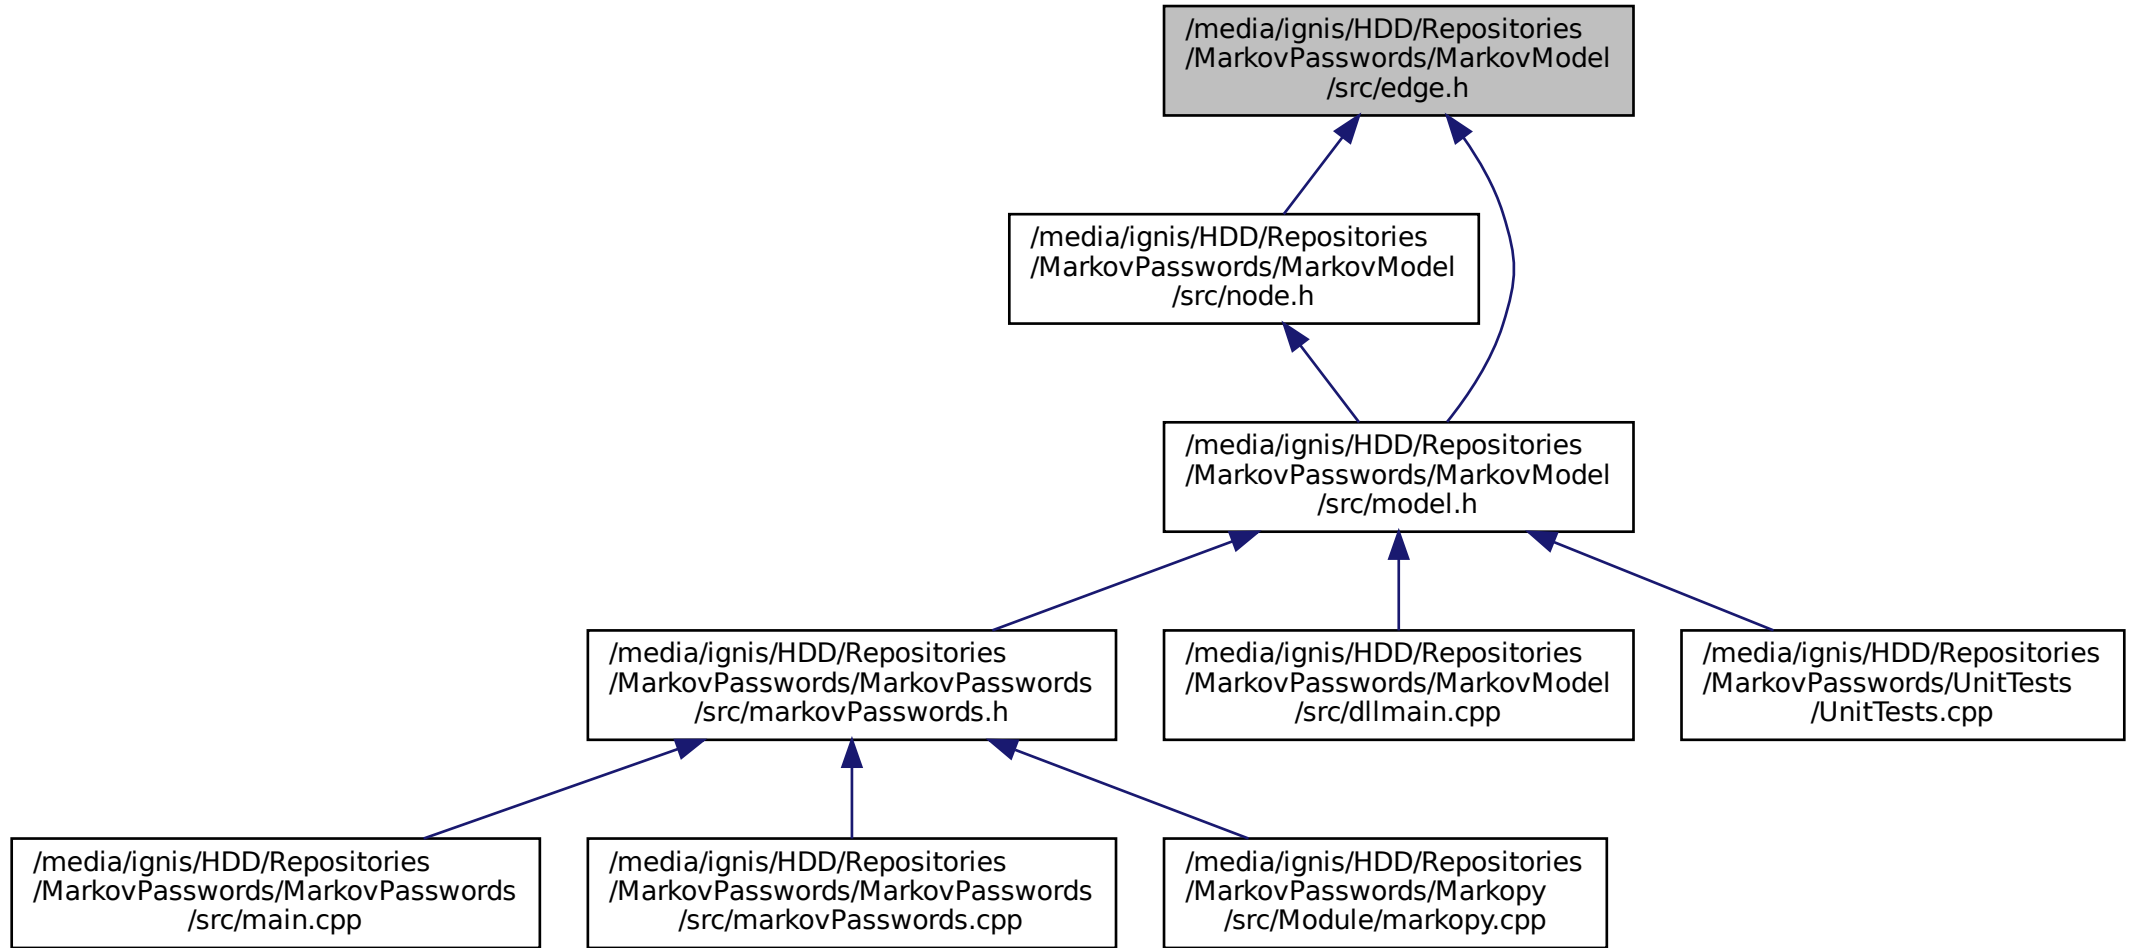 /media/ignis/HDD/Repositories
/MarkovPasswords/MarkovModel
/src/edge.h
/media/ignis/HDD/Repositories
/MarkovPasswords/MarkovModel
/src/node.h
/media/ignis/HDD/Repositories
/MarkovPasswords/MarkovModel
/src/model.h
/media/ignis/HDD/Repositories
/MarkovPasswords/MarkovPasswords
/src/markovPasswords.h
/media/ignis/HDD/Repositories
/MarkovPasswords/MarkovModel
/src/dllmain.cpp
/media/ignis/HDD/Repositories
/MarkovPasswords/UnitTests
/UnitTests.cpp
/media/ignis/HDD/Repositories
/MarkovPasswords/MarkovPasswords
/src/main.cpp
/media/ignis/HDD/Repositories
/MarkovPasswords/MarkovPasswords
/src/markovPasswords.cpp
/media/ignis/HDD/Repositories
/MarkovPasswords/Markopy
/src/Module/markopy.cpp